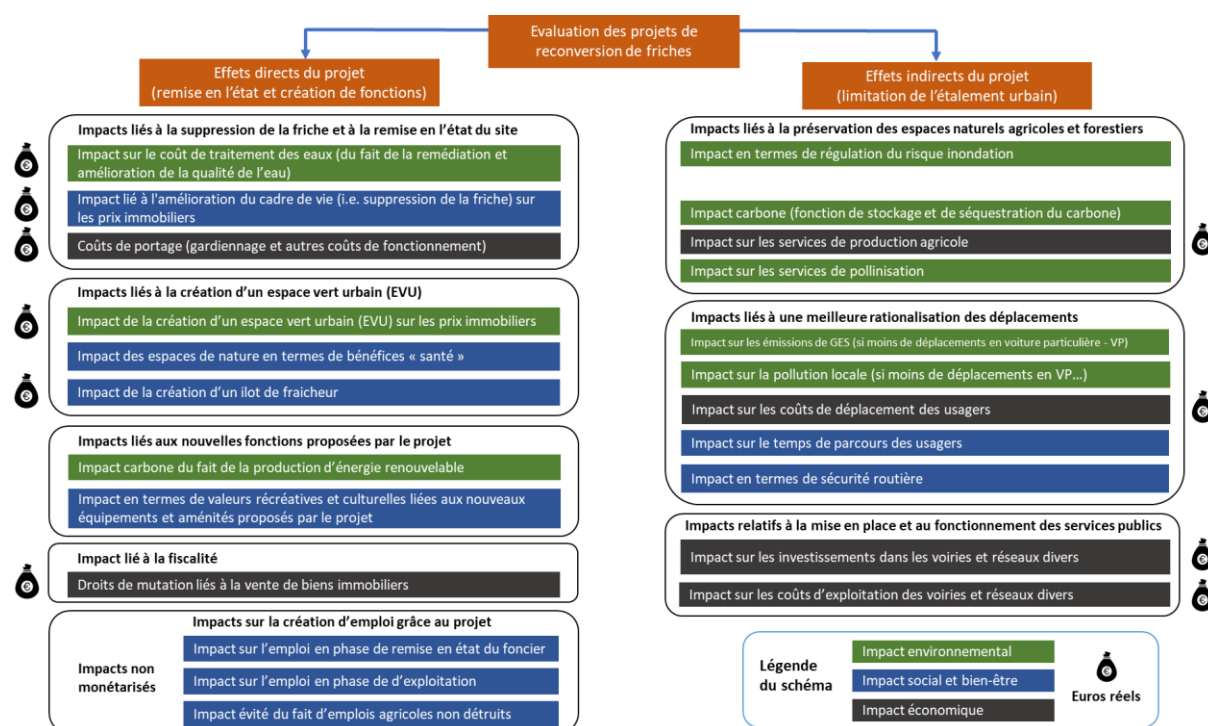 Evaluation des projets de
reconversion de friches
Effets directs du projet
(remise en l'état et création de fonctions)
Impacts liés à la suppression de la friche et à la remise en l'état du site
Impact sur le coût de traitement des eaux (du fait de la remédiation et
amélioration de la qualité de l'eau)
Impact lié à l'amélioration du cadre de vie (i.e. suppression de la friche) sur
les prix immobiliers
Coûts de portage (gardiennage et autres coûts de fonctionnement)
Impacts liés à la création d'un espace vert urbain (EVU)
Impact de la création d'un espace vert urbain (EVU) sur les prix immobiliers
Impact des espaces de nature en termes de bénéfices « santé »
Impact de la création d'un ilot de fraicheur
Impacts liés aux nouvelles fonctions proposées par le projet
Impact carbone du fait de la production d'énergie renouvelable
Impact en termes de valeurs récréatives et culturelles liées aux nouveaux
équipements et aménités proposés par le projet
Impact lié à la fiscalité
Droits de mutation liés à la vente de biens immobiliers
Impacts sur la création d'emploi grâce au projet
Impacts non
monétarisés
Impact sur l'emploi en phase de remise en état du foncier
Impact sur l'emploi en phase de d'exploitation
Impact évité du fait d'emplois agricoles non détruits
Effets indirects du projet
(limitation de l'étalement urbain)
Impacts liés à la préservation des espaces naturels agricoles et forestiers
Impact en termes de régulation du risque inondation
Impact carbone (fonction de stockage et de séquestration du carbone)
Impact sur les services de production agricole
Impact sur les services de pollinisation
Impacts liés à une meilleure rationalisation des déplacements
Impact sur les émissions de GES (si moins de déplacements en voiture particulière - VP)
Impact sur la pollution locale (si moins de déplacements en VP...)
Impact sur les coûts de déplacement des usagers
Impact sur le temps de parcours des usagers
Impact en termes de sécurité routière
Impacts relatifs à la mise en place et au fonctionnement des services publics
Impact sur les investissements dans les voiries et réseaux divers
Impact sur les coûts d'exploitation des voiries et réseaux divers
Légende
du schéma
Impact environnemental
Impact social et bien-être
Impact économique
Euros réels